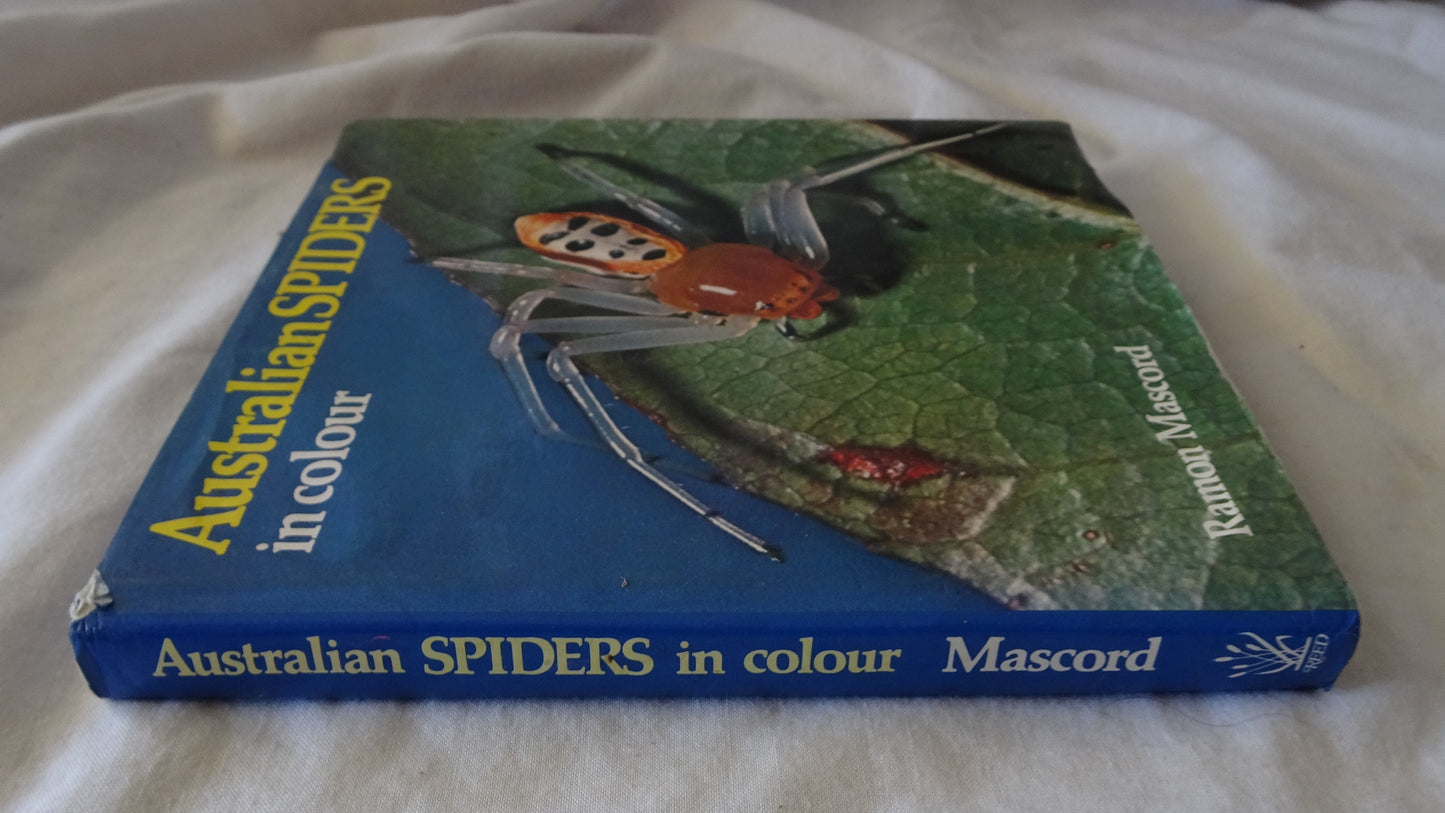 Australian SPIDERS
in colour
Ramon Mascord
Australian SPIDERS in colour Mascord REED